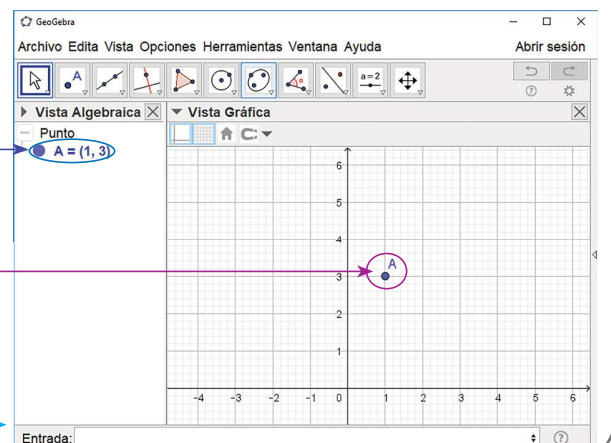 GeoGebra
Archivo Edita Vista Opciones Herramientas Ventana Ayuda Abrir sesión
A
α
a=2
Vista Algebraica
Vista Gráfica
Punto
A = (1, 3)
6
5
4
A
3
2
1
-4 -3 -2 -1 0 1 2 3 4 5 6
Entrada: